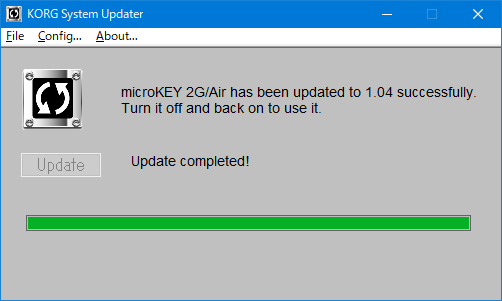 KORG System Updater
File Config... About...
microKEY 2G/Air has been updated to 1.04 successfully.
Turn it off and back on to use it.
Update
Update completed!